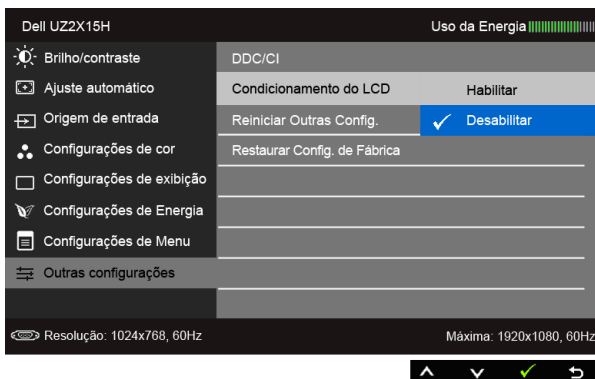 Dell UZ2X15H
Uso da Energia
Brilho/contraste
DDC/CI
Ajuste automático
Condicionamento do LCD
Habilitar
Origem de entrada
Reiniciar Outras Config.
Desabilitar
Configurações de cor
Restaurar Config. de Fábrica
Configurações de exibição
Configurações de Energia
Configurações de Menu
Outras configurações
Resolução: 1024x768, 60Hz
Máxima: 1920x1080, 60Hz